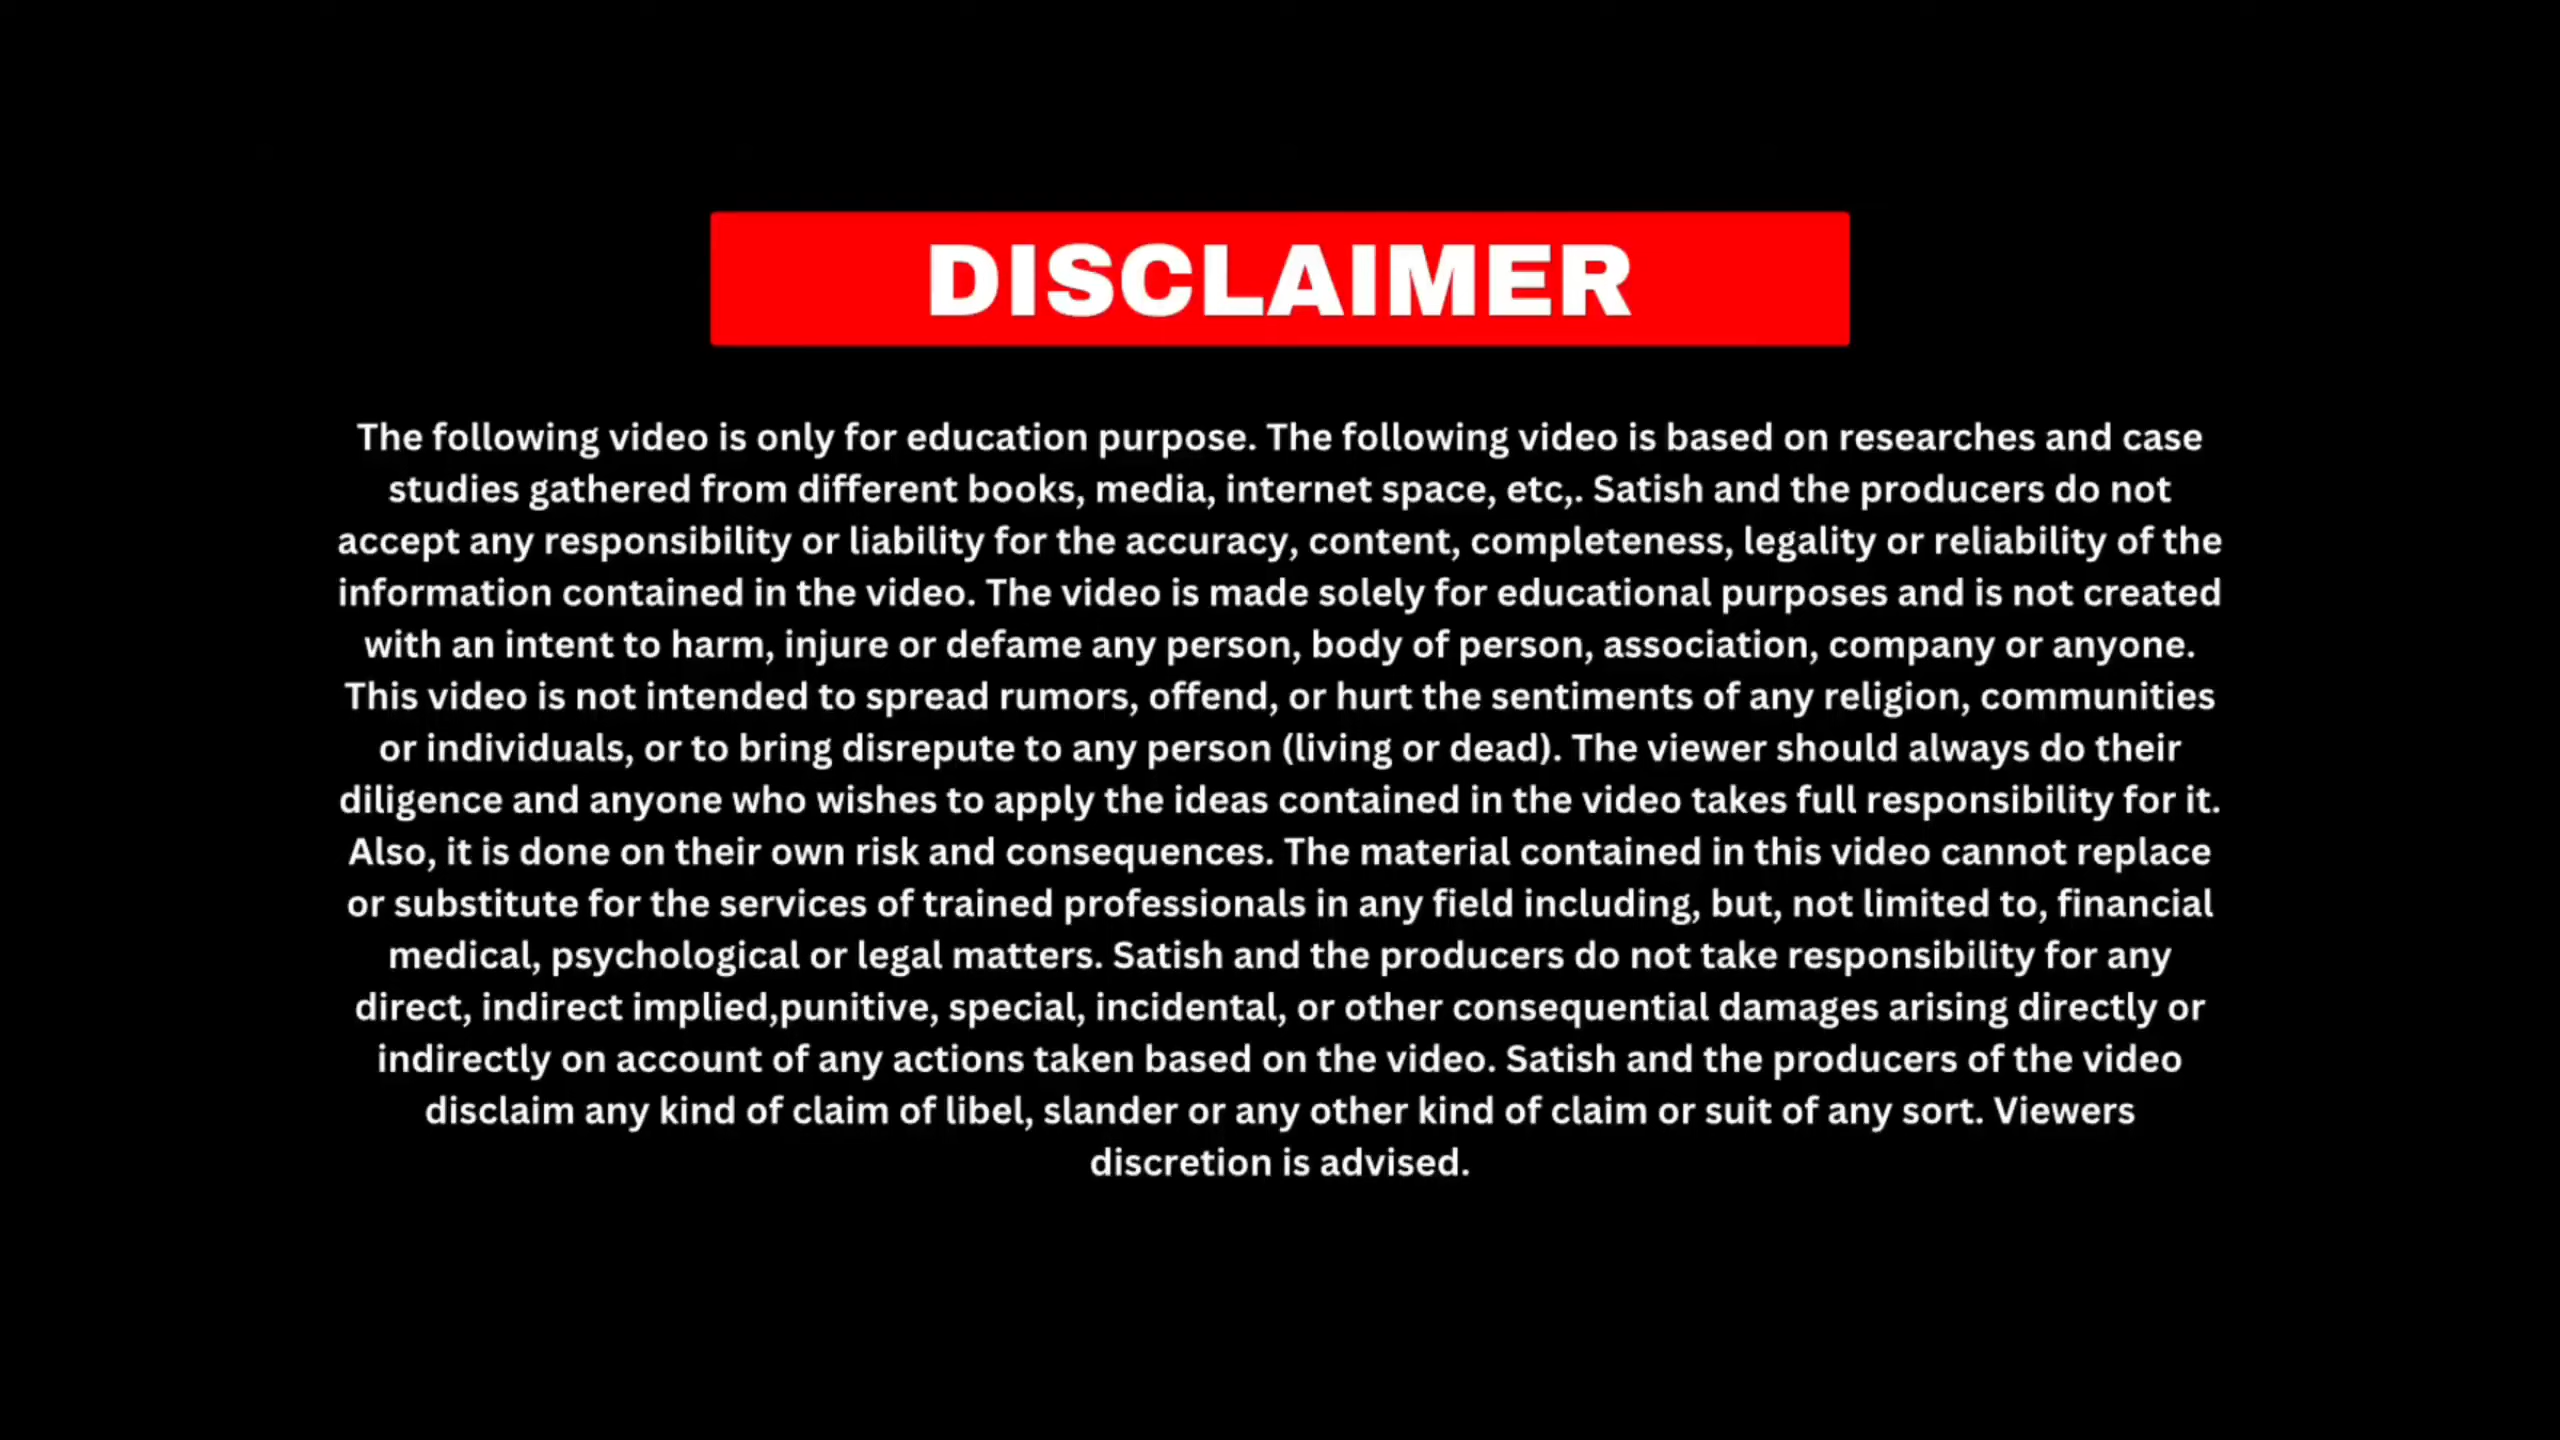 DISCLAIMER
The following video is only for education purpose. The following video is based on researches and case
studies gathered from different books, media, internet space, etc,. Satish and the producers do not
accept any responsibility or liability for the accuracy, content, completeness, legality or reliability of the
information contained in the video. The video is made solely for educational purposes and is not created
with an intent to harm, injure or defame any person, body of person, association, company or anyone.
This video is not intended to spread rumors, offend, or hurt the sentiments of any religion, communities
or individuals, or to bring disrepute to any person (living or dead). The viewer should always do their
diligence and anyone who wishes to apply the ideas contained in the video takes full responsibility for it.
Also, it is done on their own risk and consequences. The material contained in this video cannot replace
or substitute for the services of trained professionals in any field including, but, not limited to, financial
medical, psychological or legal matters. Satish and the producers do not take responsibility for any
direct, indirect implied,punitive, special, incidental, or other consequential damages arising directly or
indirectly on account of any actions taken based on the video. Satish and the producers of the video
disclaim any kind of claim of libel, slander or any other kind of claim or suit of any sort. Viewers
discretion is advised.